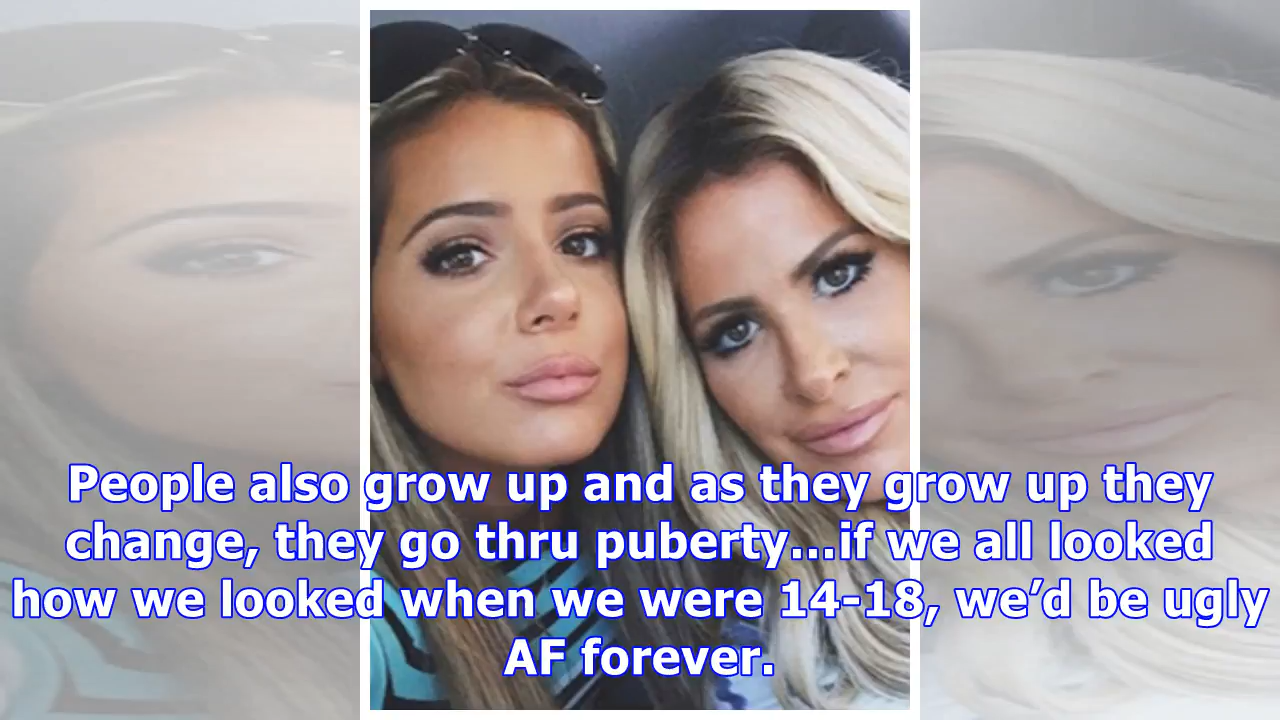 People also grow up and as they grow up they
change, they go thru puberty...if we all looked
how we looked when we were 14-18, we’d be ugly
AF forever.